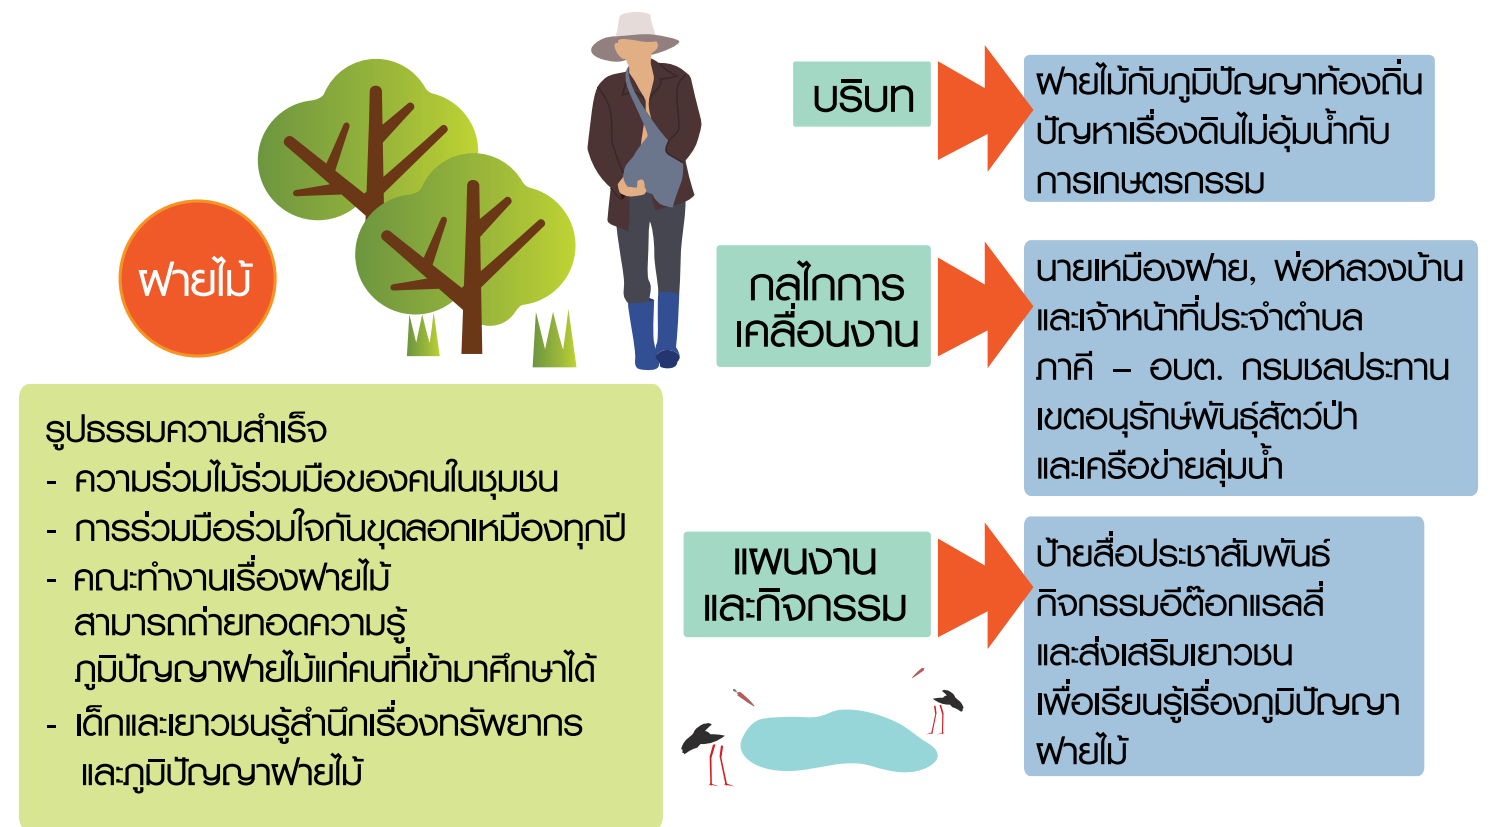 ฝายไม้
บริบท
ฝายไม้กับภูมิปัญญาท้องถิ่น
ปัญหาเรื่องดินไม่อุ้มน้ำกับ
การเกษตรกรรม
กลไกการ
เคลื่อนงาน
นายเหมืองฝาย, พ่อหลวงบ้าน
และเจ้าหน้าที่ประจำตำบล
ภาคี – อบต. กรมชลประทาน
เขตอนุรักษ์พันธุ์สัตว์ป่า
และเครือข่ายลุ่มน้ำ
แผนงาน
และกิจกรรม
ป้ายสื่อประชาสัมพันธ์
กิจกรรมอีต๊อกแรลลี่
และส่งเสริมเยาวชน
เพื่อเรียนรู้เรื่องภูมิปัญญา
ฝายไม้
รูปธรรมความสำเร็จ
- ความร่วมไม้ร่วมมือของคนในชุมชน
- การร่วมมือร่วมใจกันขุดลอกเหมืองทุกปี
- คณะทำงานเรื่องฝายไม้
สามารถถ่ายทอดความรู้
ภูมิปัญญาฝายไม้แก่คนที่เข้ามาศึกษาได้
- เด็กและเยาวชนรู้สำนึกเรื่องทรัพยากร
และภูมิปัญญาฝายไม้